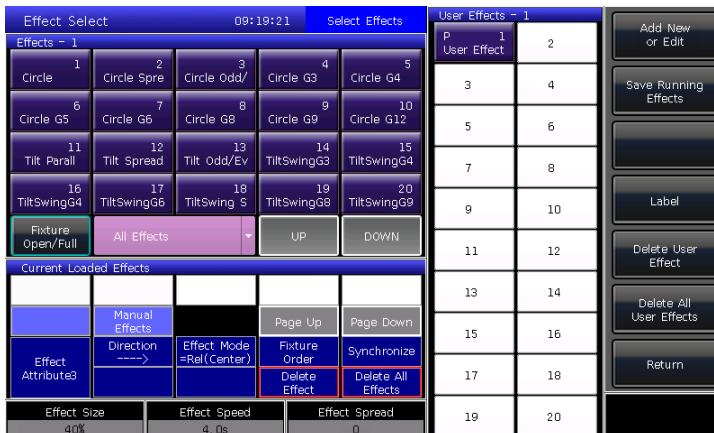 Effect Select 09:19:21 Select Effects
Effects - 1
1 2 3 4 5
Circle Circle Spre Circle Odd/ Circle G3 Circle G4
6 7 8 9 10
Circle G5 Circle G6 Circle G8 Circle G9 Circle G12
11 12 13 14 15
Tilt Parall Tilt Spread Tilt Odd/Ev TiltSwingG3 TiltSwingG4
16 17 18 19 20
TiltSwingG4 TiltSwingG6 TiltSwing S TiltSwingG8 TiltSwingG9
Fixture
Open/Full
All Effects
UP
DOWN
Current Loaded Effects
Manual
Effects
Page Up
Page Down
Effect
Attribute3
Direction
---->
Effect Mode
=Rel(Center)
Fixture
Order
Synchronize
Delete
Effect
Delete All
Effects
Effect Size
40%
Effect Speed
4.0s
Effect Spread
0
User Effects - 1
P 1
User Effect
2
3 4
5 6
7 8
9 10
11 12
13 14
15 16
17 18
19 20
Add New
or Edit
Save Running
Effects
Label
Delete User
Effect
Delete All
User Effects
Return